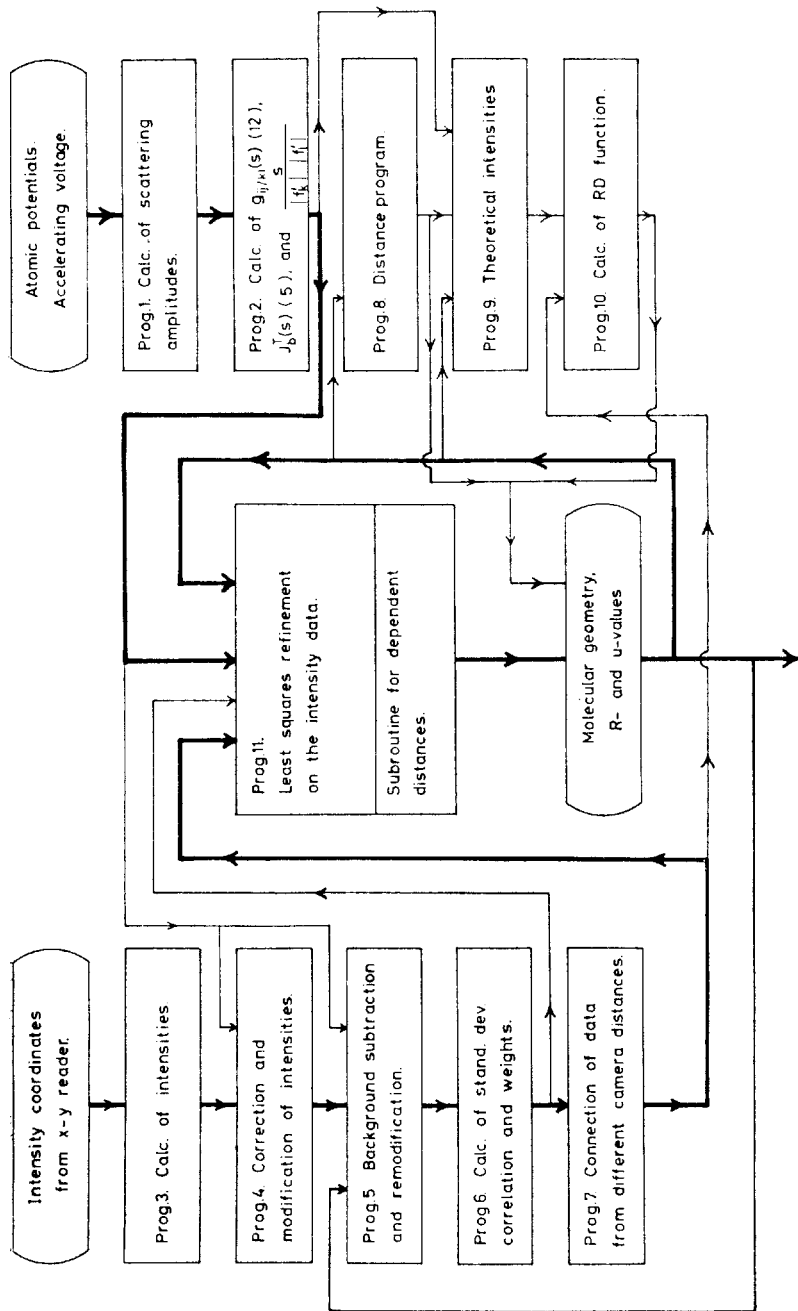 Intensity coordinates
from x-y reader.
Prog.3. Calc. of intensities
Prog.4. Correction and
modification of intensities.
Prog.5 Background subtraction
and remodification.
Prog.6. Calc. of stand. dev
correlation and weights.
Prog.7. Connection of data
from different camera distances.
Prog.11.
Least squares refinement
on the intensity data.
Subroutine for dependent
distances.
Molecular geometry,
R- and u-values
Atomic potentials.
Accelerating voltage.
Prog.1. Calc. of scattering
amplitudes.
Prog.2. Calc. of g_{ij/kl}(s) (12),
J_b^T(s) (5), and s / |f_k'| |f_l'|
Prog.8. Distance program.
Prog.9. Theoretical intensities
Prog.10. Calc. of RD function.